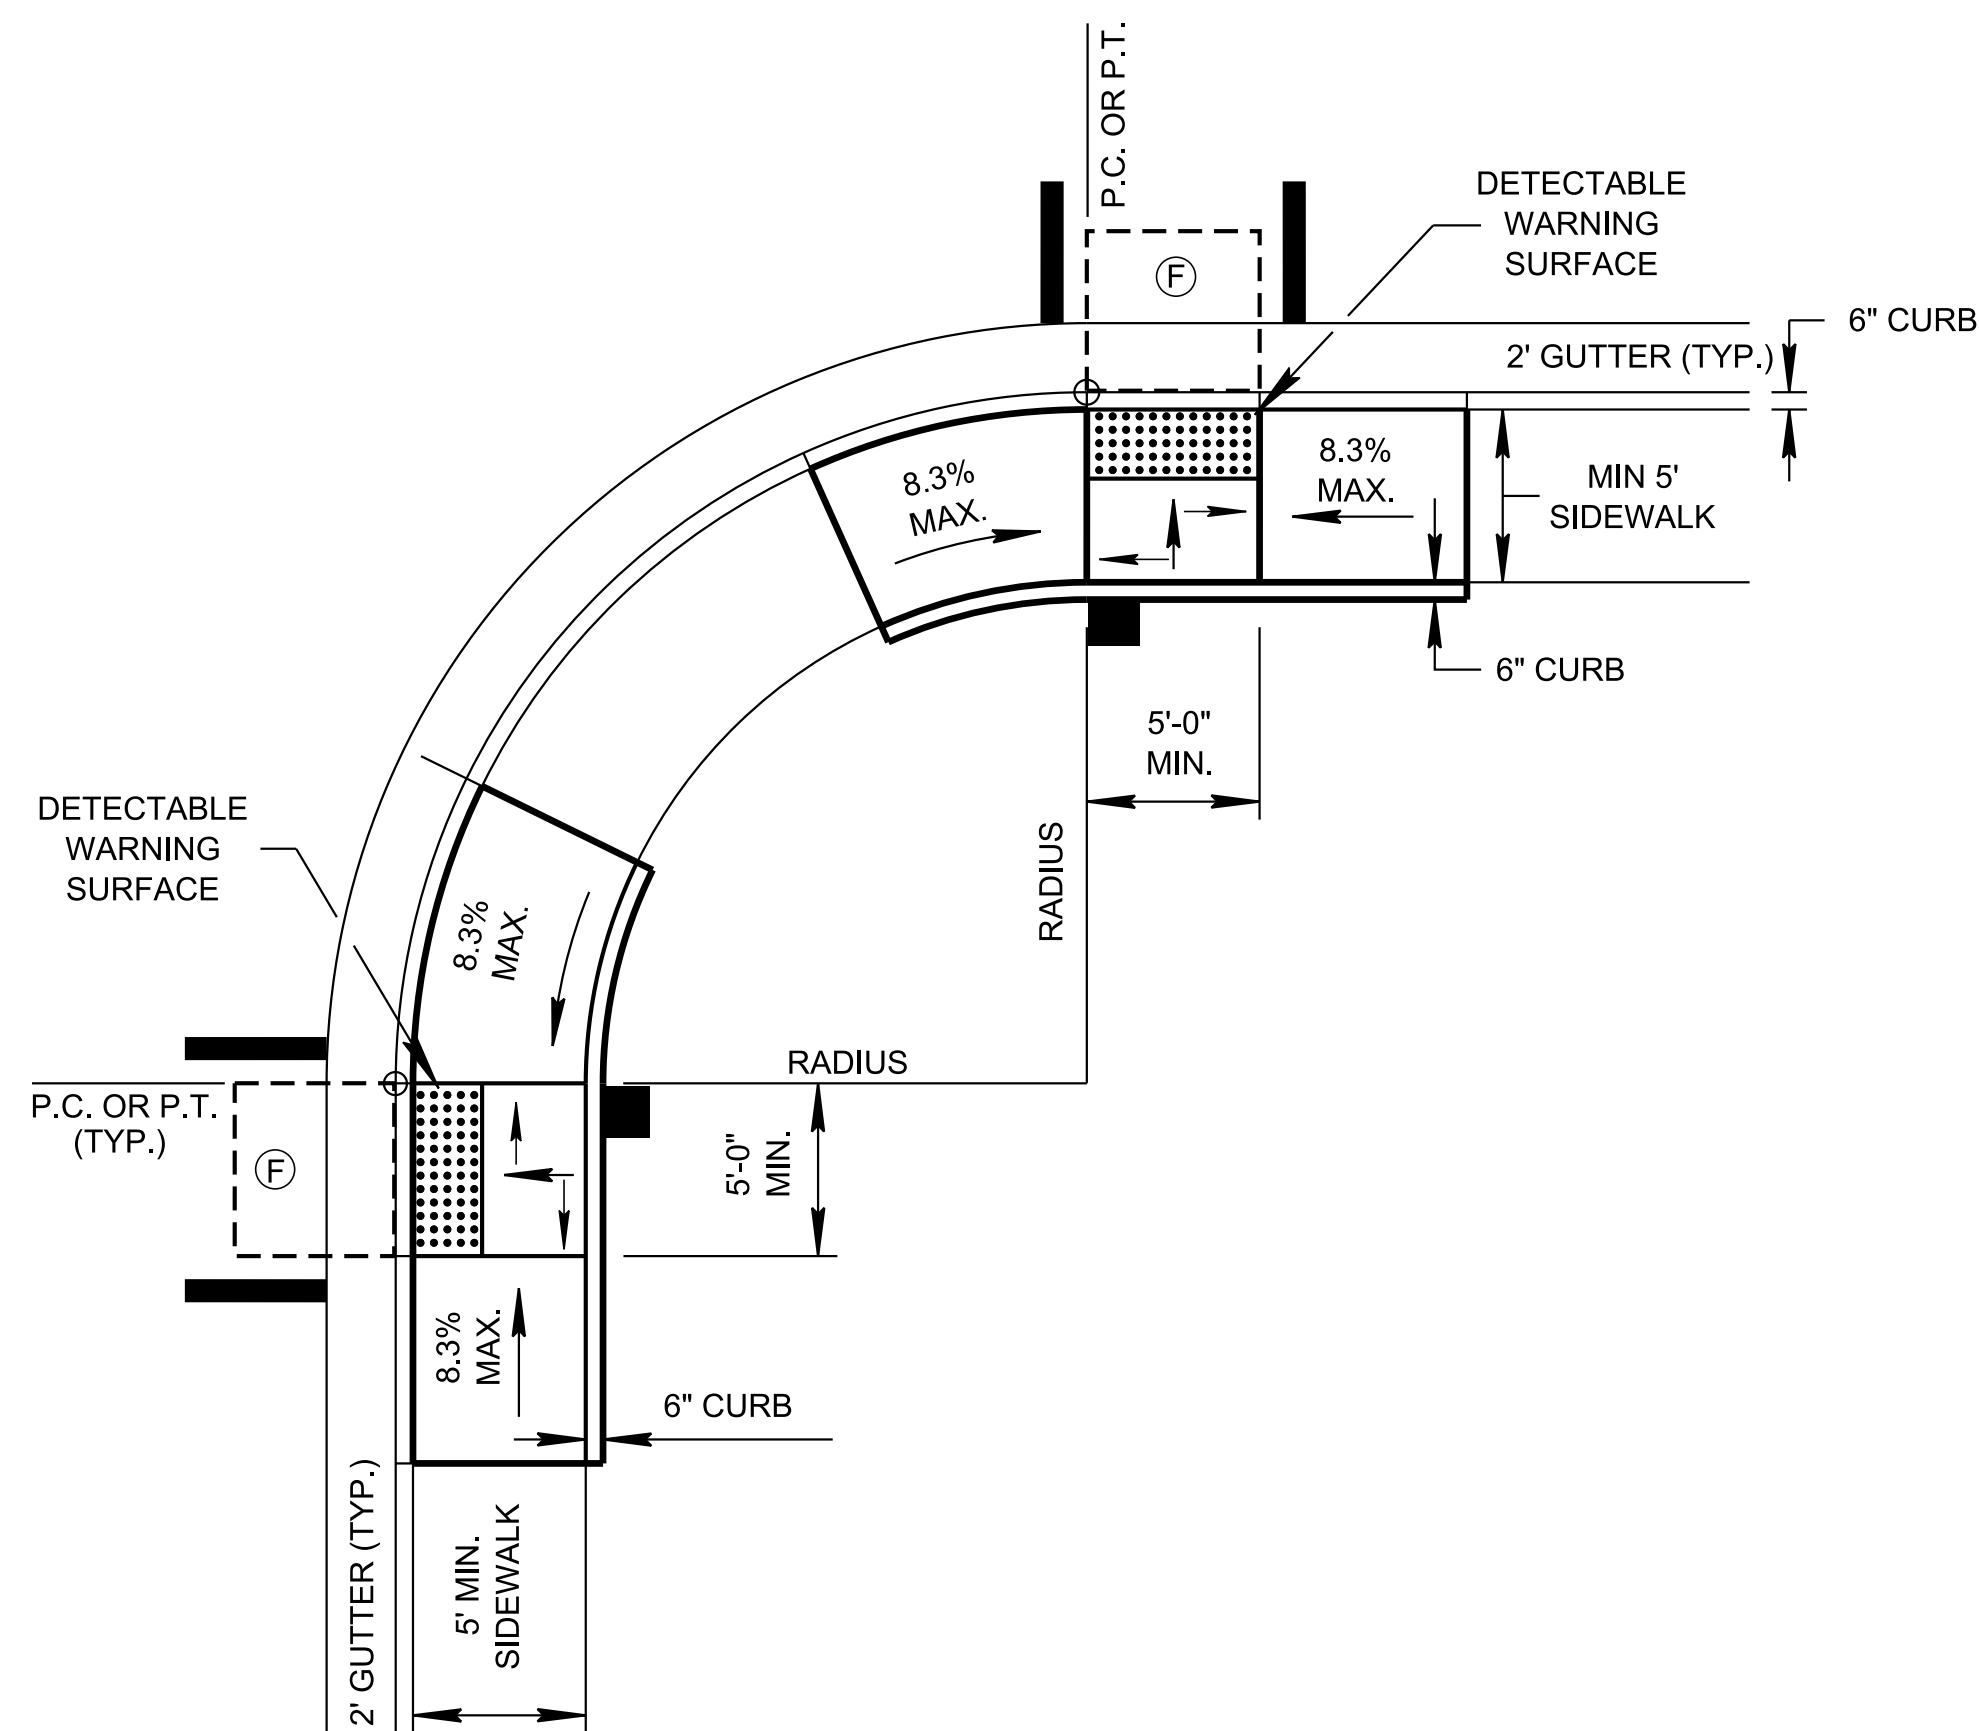 P.C. OR P.T.
DETECTABLE
WARNING
SURFACE
F
6" CURB
2' GUTTER (TYP.)
8.3%
MAX.
8.3%
MAX.
MIN 5'
SIDEWALK
6" CURB
5'-0"
MIN.
DETECTABLE
WARNING
SURFACE
RADIUS
8.3%
MAX.
RADIUS
P.C. OR P.T.
(TYP.)
F
5'-0"
MIN.
8.3%
MAX.
6" CURB
2' GUTTER (TYP.)
5' MIN.
SIDEWALK